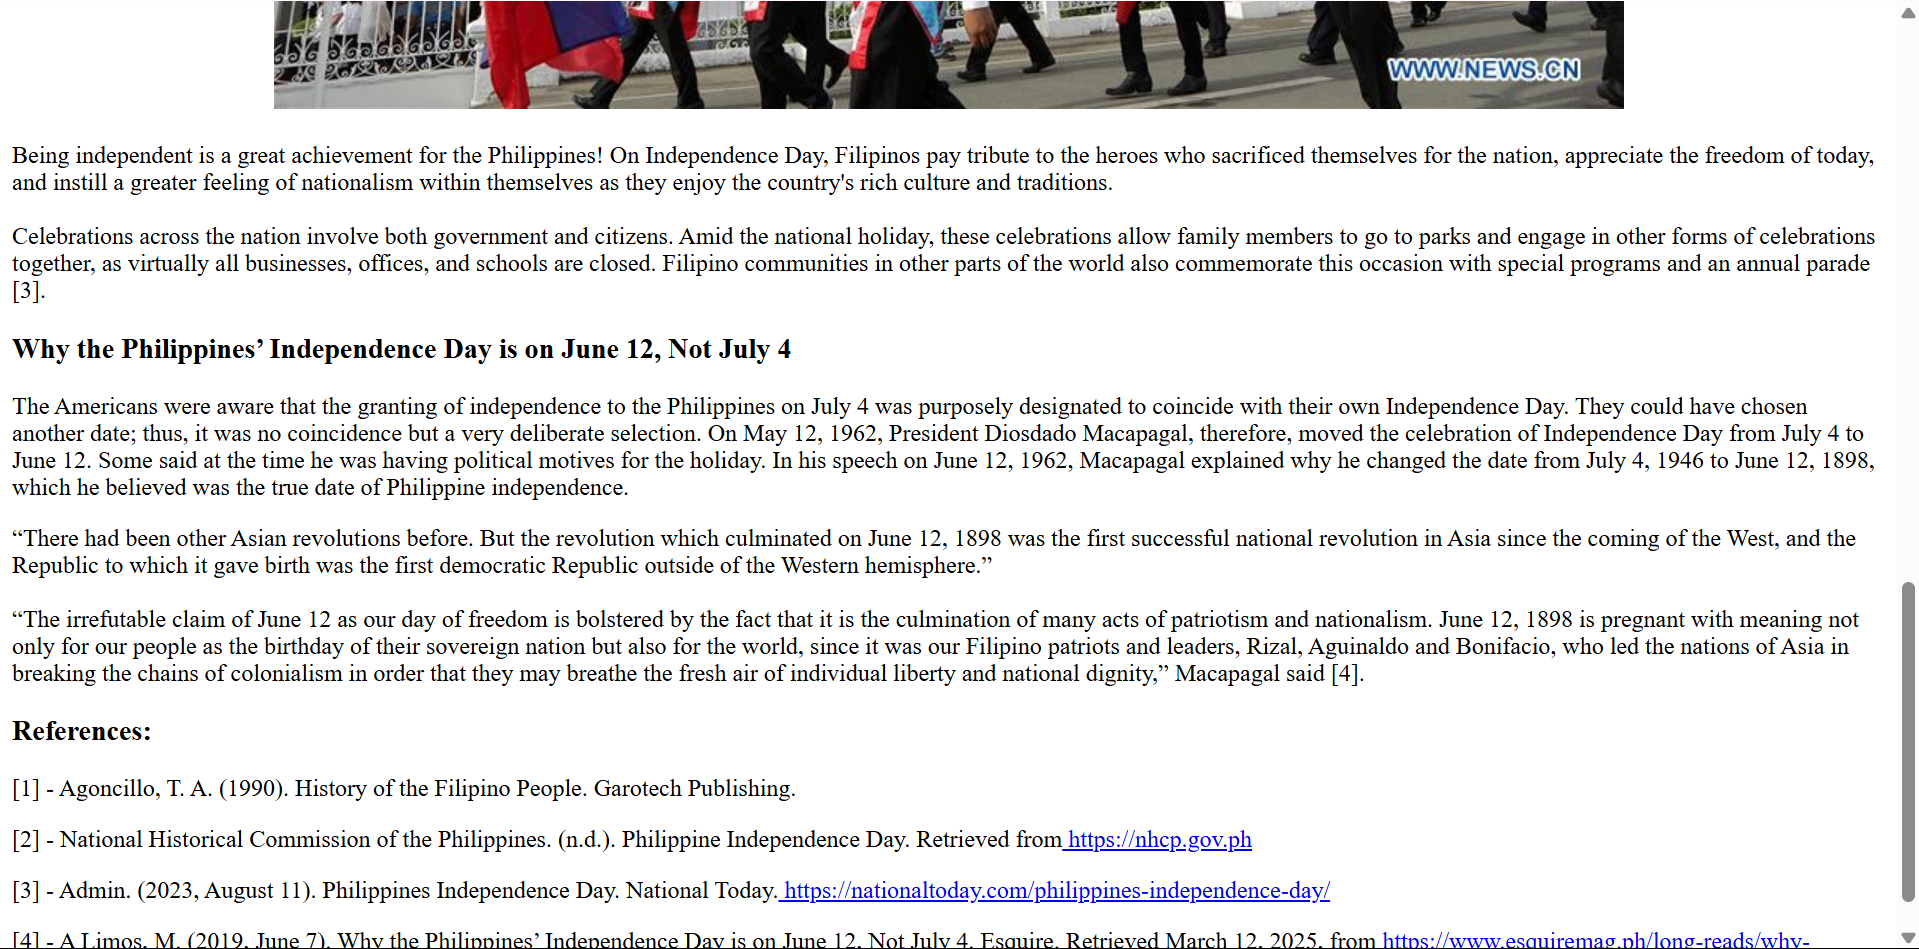 WWW.NEWS.CN
Being independent is a great achievement for the Philippines! On Independence Day, Filipinos pay tribute to the heroes who sacrificed themselves for the nation, appreciate the freedom of today,
and instill a greater feeling of nationalism within themselves as they enjoy the country's rich culture and traditions.
Celebrations across the nation involve both government and citizens. Amid the national holiday, these celebrations allow family members to go to parks and engage in other forms of celebrations
together, as virtually all businesses, offices, and schools are closed. Filipino communities in other parts of the world also commemorate this occasion with special programs and an annual parade
[3].
Why the Philippines’ Independence Day is on June 12, Not July 4
The Americans were aware that the granting of independence to the Philippines on July 4 was purposely designated to coincide with their own Independence Day. They could have chosen
another date; thus, it was no coincidence but a very deliberate selection. On May 12, 1962, President Diosdado Macapagal, therefore, moved the celebration of Independence Day from July 4 to
June 12. Some said at the time he was having political motives for the holiday. In his speech on June 12, 1962, Macapagal explained why he changed the date from July 4, 1946 to June 12, 1898,
which he believed was the true date of Philippine independence.
“There had been other Asian revolutions before. But the revolution which culminated on June 12, 1898 was the first successful national revolution in Asia since the coming of the West, and the
Republic to which it gave birth was the first democratic Republic outside of the Western hemisphere.”
“The irrefutable claim of June 12 as our day of freedom is bolstered by the fact that it is the culmination of many acts of patriotism and nationalism. June 12, 1898 is pregnant with meaning not
only for our people as the birthday of their sovereign nation but also for the world, since it was our Filipino patriots and leaders, Rizal, Aguinaldo and Bonifacio, who led the nations of Asia in
breaking the chains of colonialism in order that they may breathe the fresh air of individual liberty and national dignity,” Macapagal said [4].
References:
[1] - Agoncillo, T. A. (1990). History of the Filipino People. Garotech Publishing.
[2] - National Historical Commission of the Philippines. (n.d.). Philippine Independence Day. Retrieved from https://nhcp.gov.ph
[3] - Admin. (2023, August 11). Philippines Independence Day. National Today. https://nationaltoday.com/philippines-independence-day/
[4] - A Limos, M. (2019, June 7). Why the Philippines’ Independence Day is on June 12, Not July 4. Esquire. Retrieved March 12, 2025, from https://www.esquiremag.ph/long-reads/why-